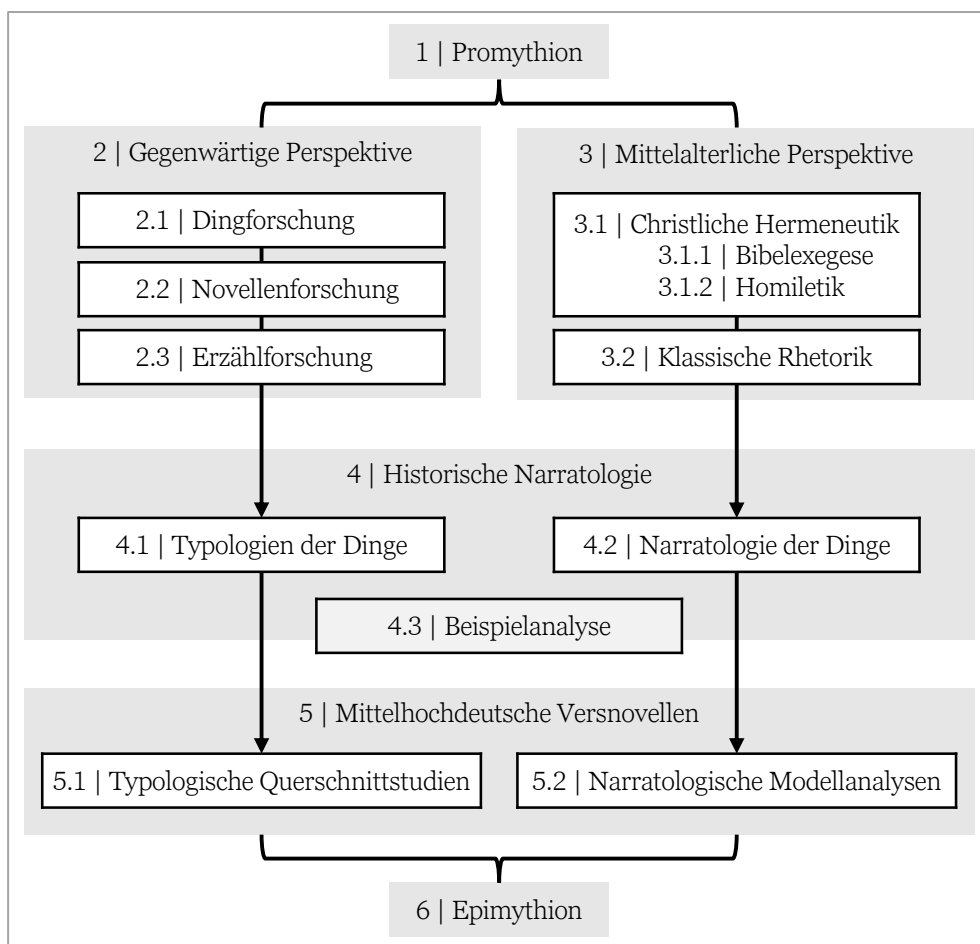 1 | Promythion
2 | Gegenwärtige Perspektive
2.1 | Dingforschung
2.2 | Novellenforschung
2.3 | Erzählforschung
3 | Mittelalterliche Perspektive
3.1 | Christliche Hermeneutik
3.1.1 | Bibelexegese
3.1.2 | Homiletik
3.2 | Klassische Rhetorik
4 | Historische Narratologie
4.1 | Typologien der Dinge
4.2 | Narratologie der Dinge
4.3 | Beispielanalyse
5 | Mittelhochdeutsche Versnovellen
5.1 | Typologische Querschnittstudien
5.2 | Narratologische Modellanalysen
6 | Epimythion